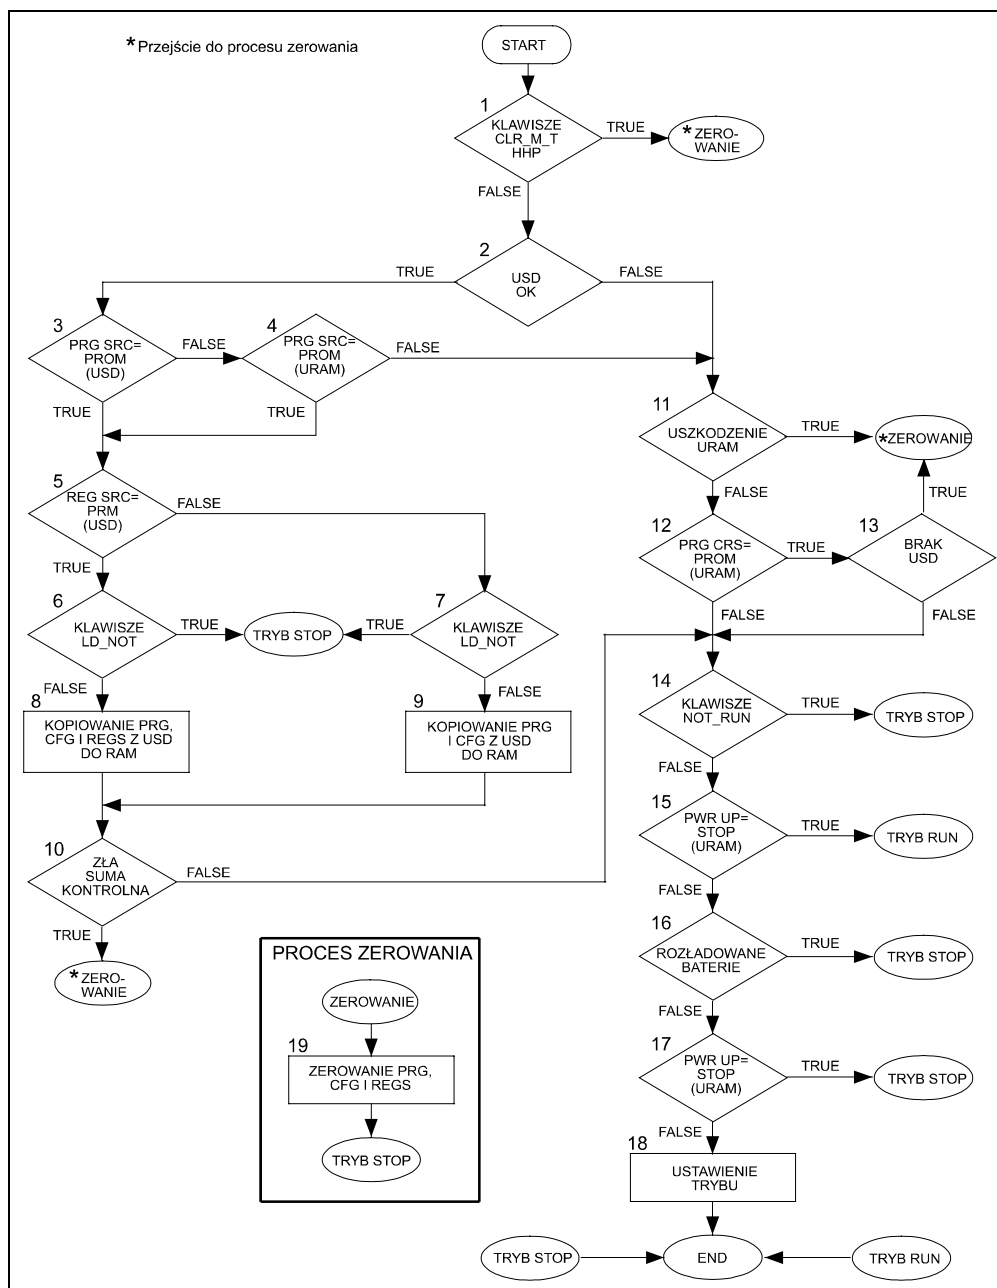 *Przejście do procesu zerowania
START
1
KLAWISZE
CLR_M_T
HHP
TRUE
*ZERO-
WANIE
FALSE
2
USD
OK
TRUE
FALSE
3
PRG SRC=
PROM
(USD)
FALSE
4
PRG SRC=
PROM
(URAM)
FALSE
TRUE
TRUE
11
USZKODZENIE
URAM
TRUE
*ZEROWANIE
5
REG SRC=
PRM
(USD)
FALSE
FALSE
TRUE
12
PRG CRS=
PROM
(URAM)
TRUE
13
BRAK
USD
TRUE
6
KLAWISZE
LD_NOT
TRUE
TRYB STOP
TRUE
7
KLAWISZE
LD_NOT
FALSE
FALSE
FALSE
FALSE
8
KOPIOWANIE PRG,
CFG I REGS Z USD
DO RAM
9
KOPIOWANIE PRG
I CFG Z USD
DO RAM
14
KLAWISZE
NOT_RUN
TRUE
TRYB STOP
FALSE
15
PWR UP=
STOP
(URAM)
TRUE
TRYB RUN
10
ZŁA
SUMA
KONTROLNA
FALSE
FALSE
TRUE
*ZERO-
WANIE
16
ROZŁADOWANE
BATERIE
TRUE
TRYB STOP
FALSE
PROCES ZEROWANIA
ZEROWANIE
19
ZEROWANIE PRG,
CFG I REGS
TRYB STOP
17
PWR UP=
STOP
(URAM)
TRUE
TRYB STOP
FALSE
18
USTAWIENIE
TRYBU
TRYB STOP
END
TRYB RUN